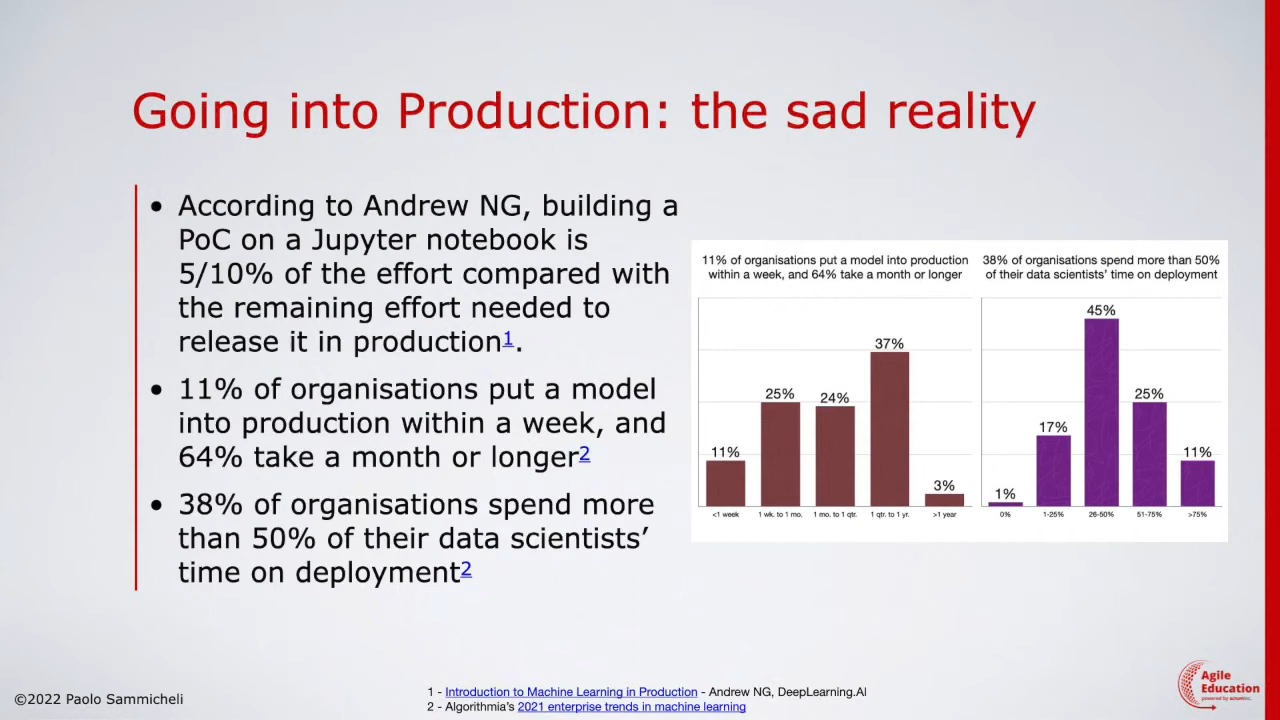 Going into Production: the sad reality
• According to Andrew NG, building a
PoC on a Jupyter notebook is
5/10% of the effort compared with
the remaining effort needed to
release it in production1.
• 11% of organisations put a model
into production within a week, and
64% take a month or longer2
• 38% of organisations spend more
than 50% of their data scientists’
time on deployment2
11% of organisations put a model into production
within a week, and 64% take a month or longer
11%
25%
24%
37%
3%
<1 week
1 wk. to 1 mo.
1 mo. to 1 qtr.
1 qtr. to 1 yr.
>1 year
38% of organisations spend more than 50%
of their data scientists’ time on deployment
1%
17%
45%
25%
11%
0%
1-25%
26-50%
51-75%
>75%
©2022 Paolo Sammicheli
1 - Introduction to Machine Learning in Production - Andrew NG, DeepLearning.AI
2 - Algorithmia’s 2021 enterprise trends in machine learning
Agile
Education
powered by scruminc.